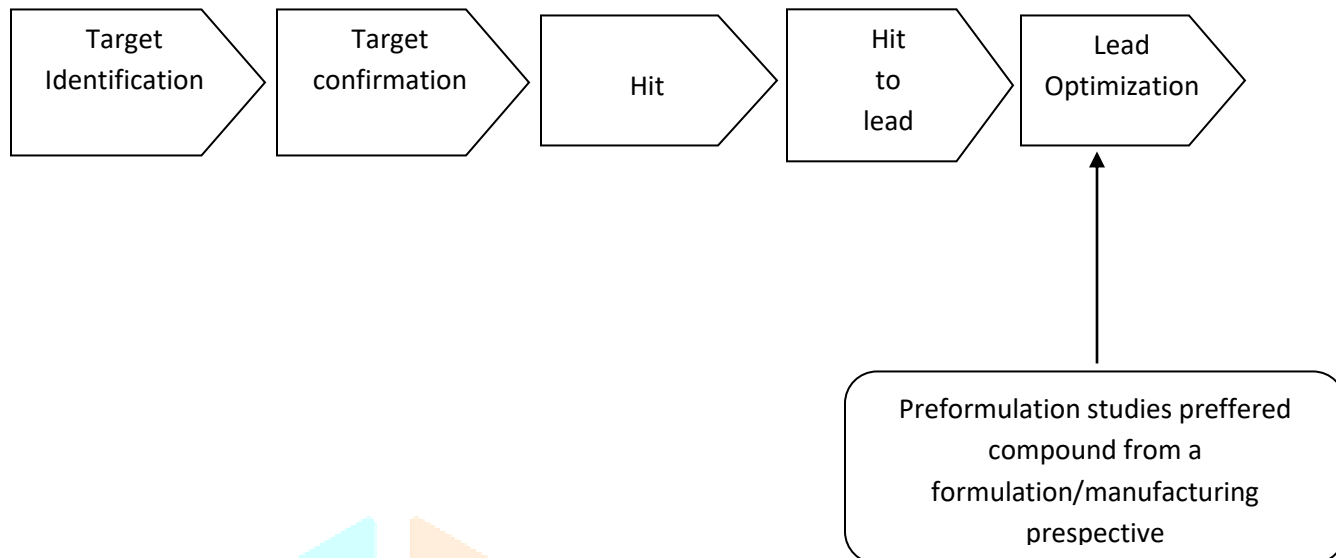 Target
Identification
Target
confirmation
Hit
Hit
to
lead
Lead
Optimization
Preformulation studies preffered
compound from a
formulation/manufacturing
prespective